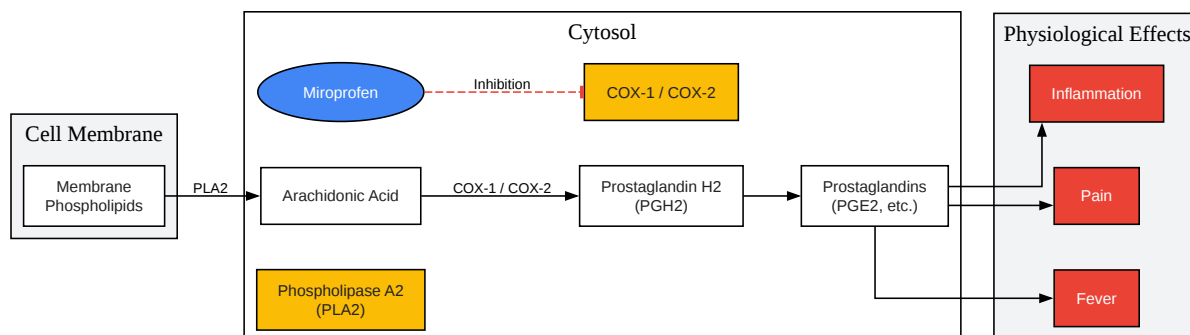 Cytosol
Physiological Effects
Miroprofen
Inhibition
COX-1 / COX-2
Inflammation
Cell Membrane
Membrane
Phospholipids
PLA2
Arachidonic Acid
COX-1 / COX-2
Prostaglandin H2
(PGH2)
Prostaglandins
(PGE2, etc.)
Pain
Phospholipase A2
(PLA2)
Fever